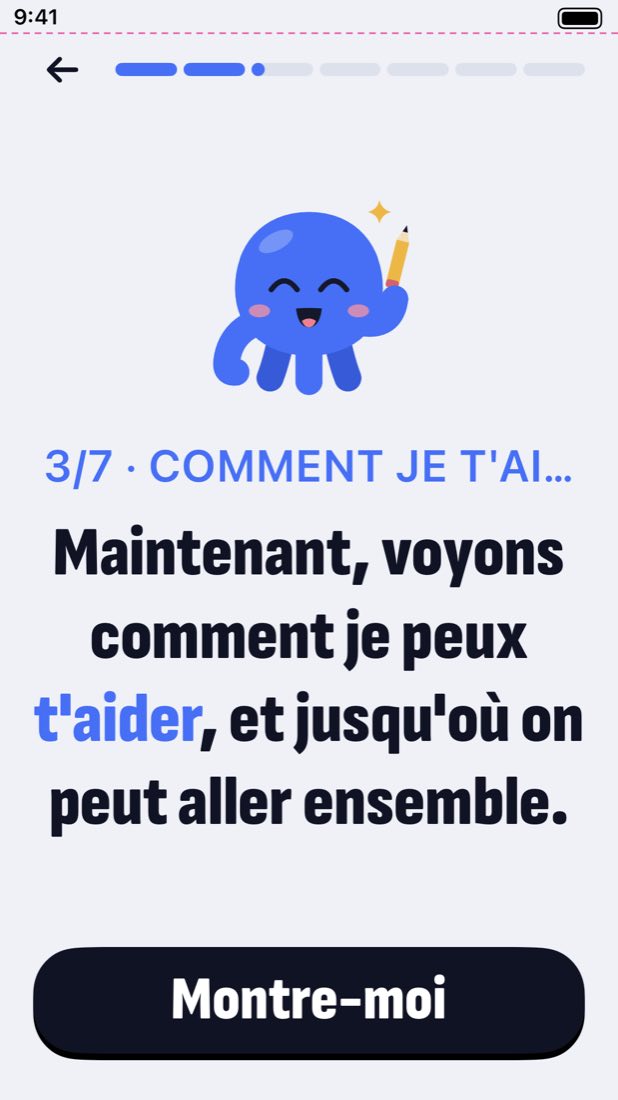 9:41
3/7 · COMMENT JE T'AI…
Maintenant, voyons
comment je peux
t'aider, et jusqu'où on
peut aller ensemble.
Montre-moi